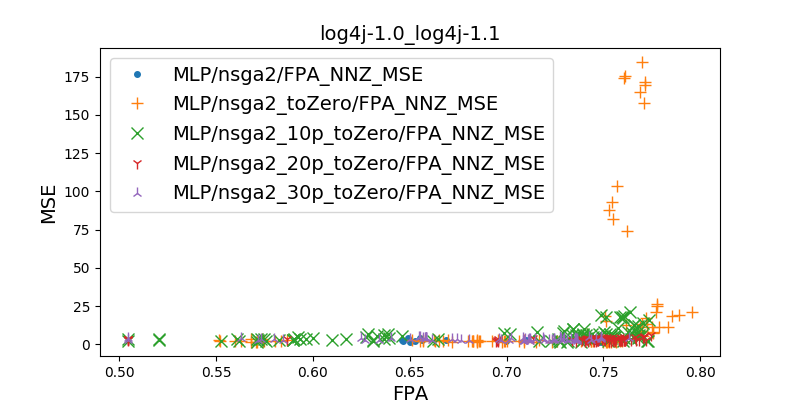 log4j-1.0_log4j-1.1
MLP/nsga2/FPA_NNZ_MSE
MLP/nsga2_toZero/FPA_NNZ_MSE
MLP/nsga2_10p_toZero/FPA_NNZ_MSE
MLP/nsga2_20p_toZero/FPA_NNZ_MSE
MLP/nsga2_30p_toZero/FPA_NNZ_MSE
MSE
175
150
125
100
75
50
25
0
0.50 0.55 0.60 0.65 0.70 0.75 0.80
FPA